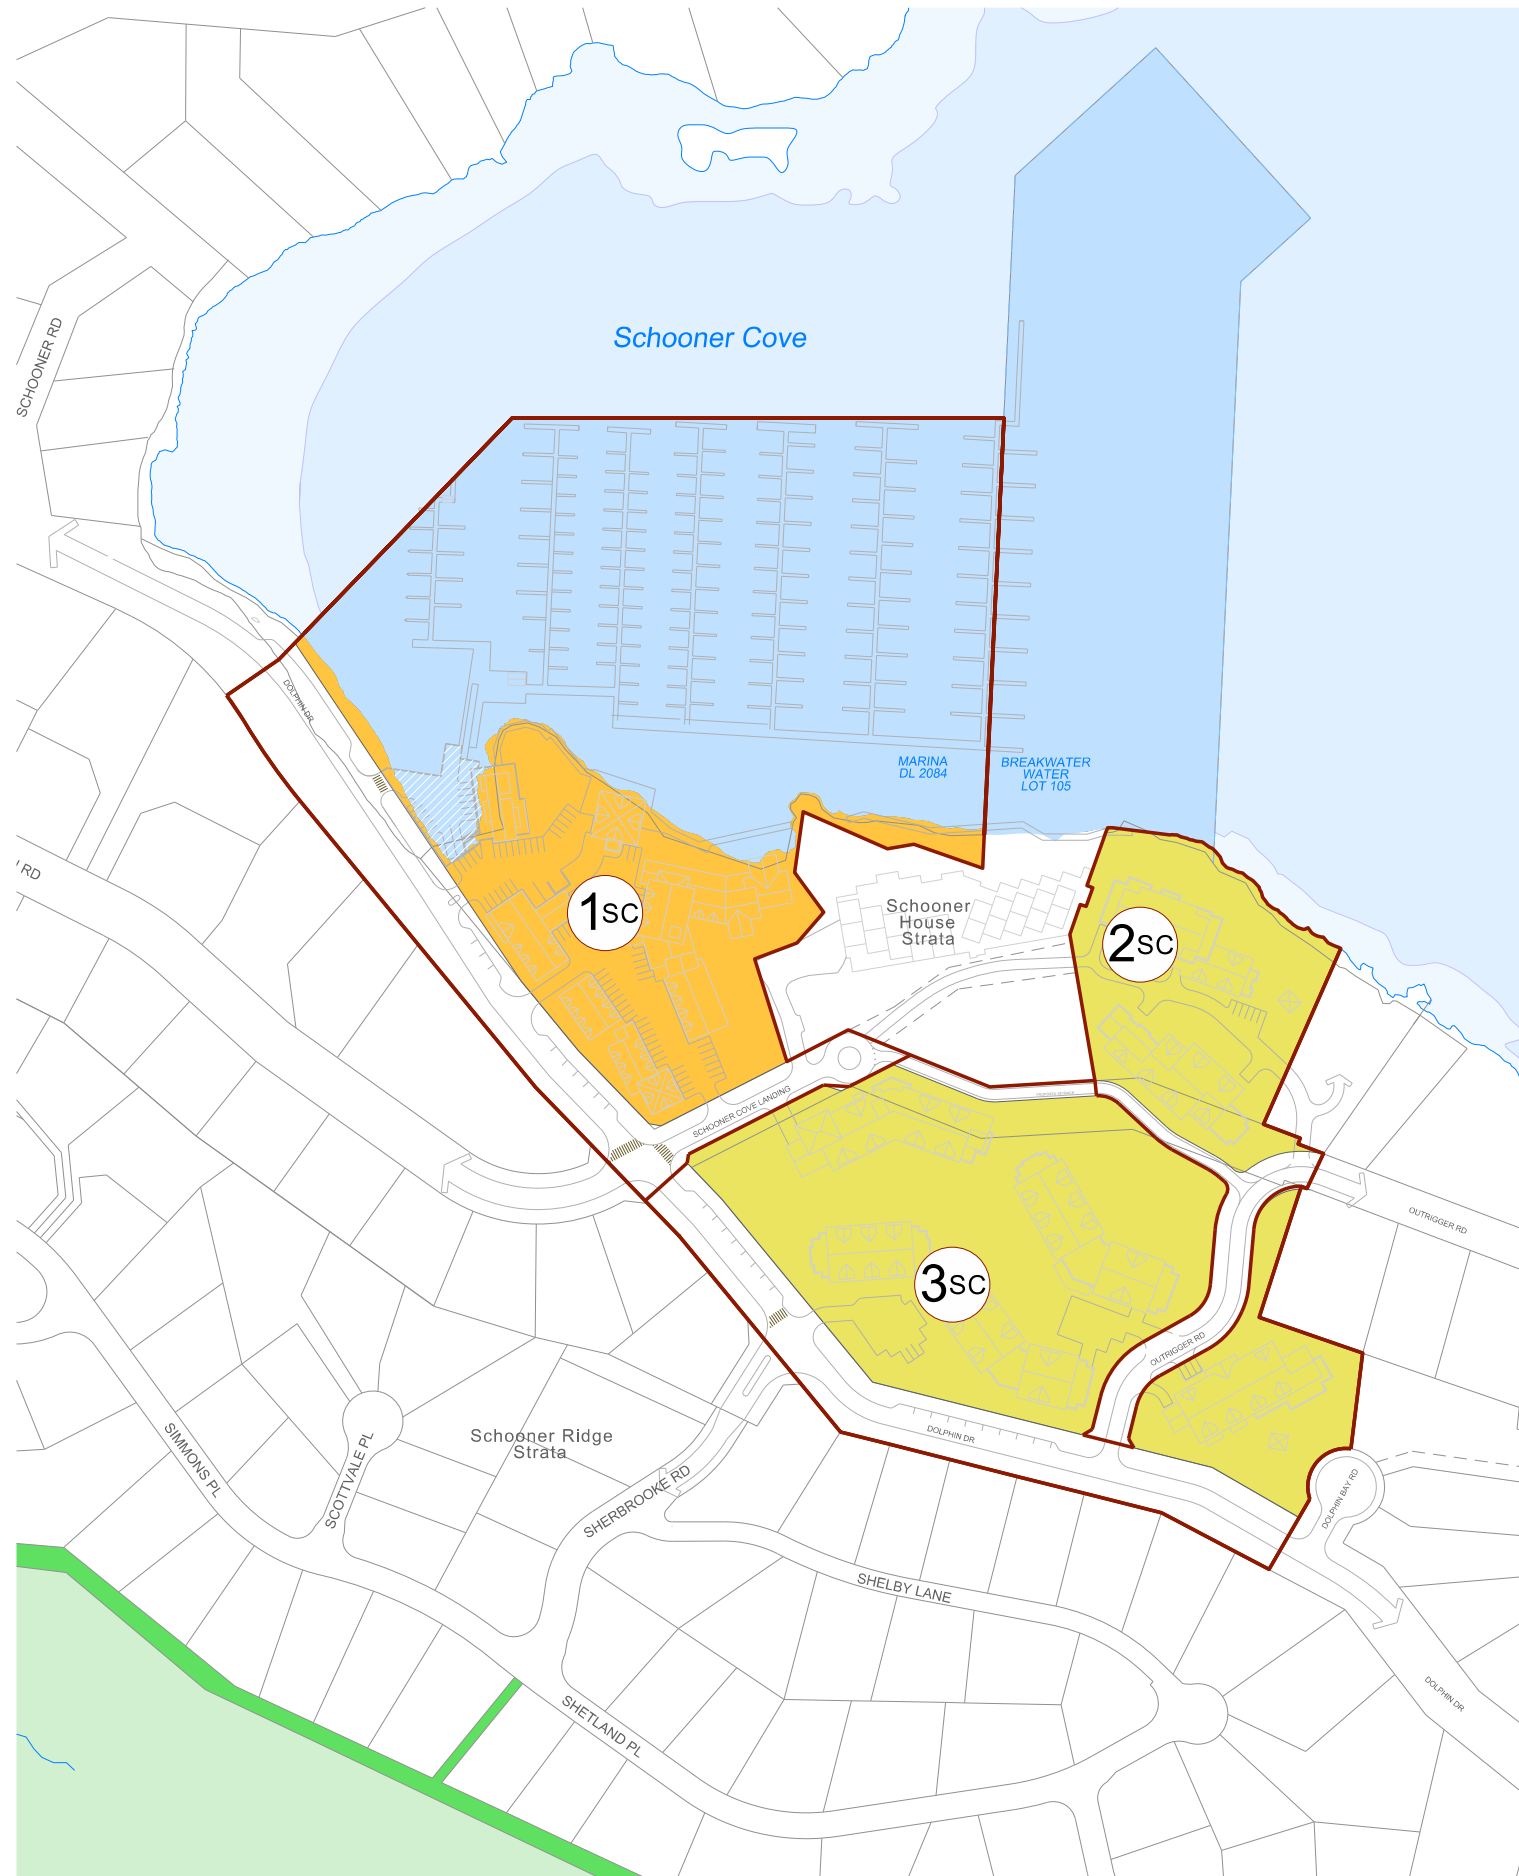 Schooner Cove
SCHOONER RD
DOLPHIN DR
MARINA
DL 2084
BREAKWATER
WATER
LOT 105
RD
1SC
Schooner
House
Strata
2SC
SCHOONER COVE LANDING
OUTRIGGER RD
3SC
OUTRIGGER RD
DOLPHIN DR
Schooner Ridge
Strata
SIMMONS PL
SCOTTVALE PL
SHERBROOKE RD
DOLPHIN BAY RD
SHELBY LANE
DOLPHIN DR
SHETLAND PL